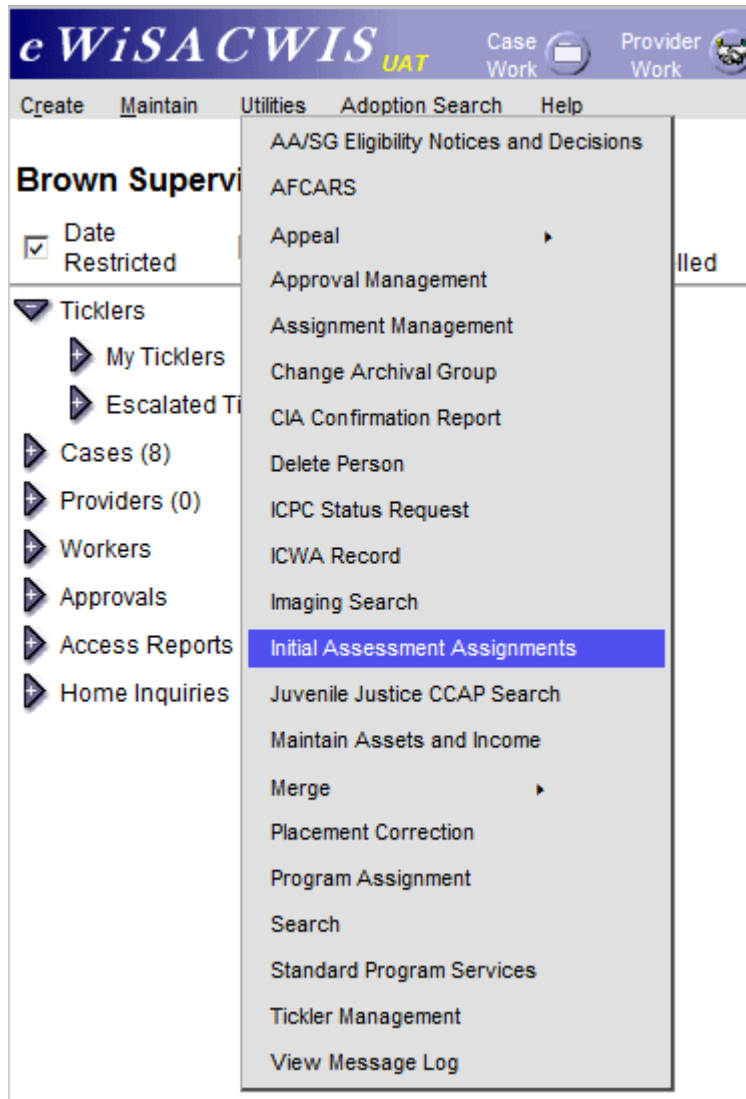 eWiSACWIS UAT Case Work Provider Work
Create Maintain Utilities Adoption Search Help
Brown Supervi
Date Restricted
lled
Ticklers
My Ticklers
Escalated Ti
Cases (8)
Providers (0)
Workers
Approvals
Access Reports
Home Inquiries
AA/SG Eligibility Notices and Decisions
AFCARS
Appeal
Approval Management
Assignment Management
Change Archival Group
CIA Confirmation Report
Delete Person
ICPC Status Request
ICWA Record
Imaging Search
Initial Assessment Assignments
Juvenile Justice CCAP Search
Maintain Assets and Income
Merge
Placement Correction
Program Assignment
Search
Standard Program Services
Tickler Management
View Message Log